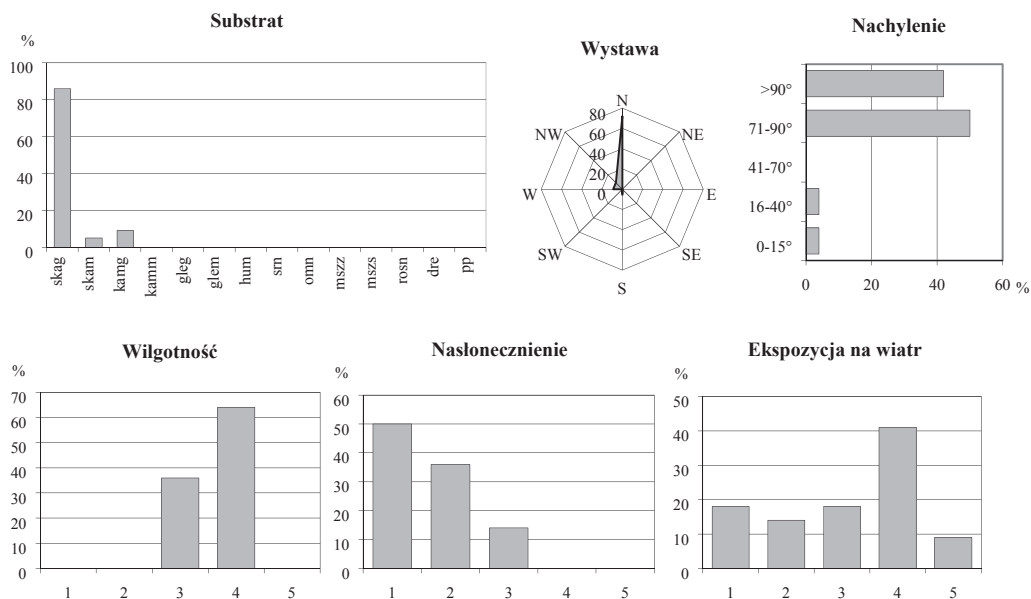 Substrat
%
100
80
60
40
20
0
skag
skam
kamg
kamm
gleg
glem
hum
srn
omn
mszz
mszs
rosn
dre
pp
Wystawa
N
NE
E
SE
S
SW
W
NW
80
60
40
20
0
Nachylenie
>90°
71-90°
41-70°
16-40°
0-15°
0 20 40 60 %
Wilgotność
%
70
60
50
40
30
20
10
0
1 2 3 4 5
Nasłonecznienie
%
60
50
40
30
20
10
0
1 2 3 4 5
Ekspozycja na wiatr
%
50
40
30
20
10
0
1 2 3 4 5